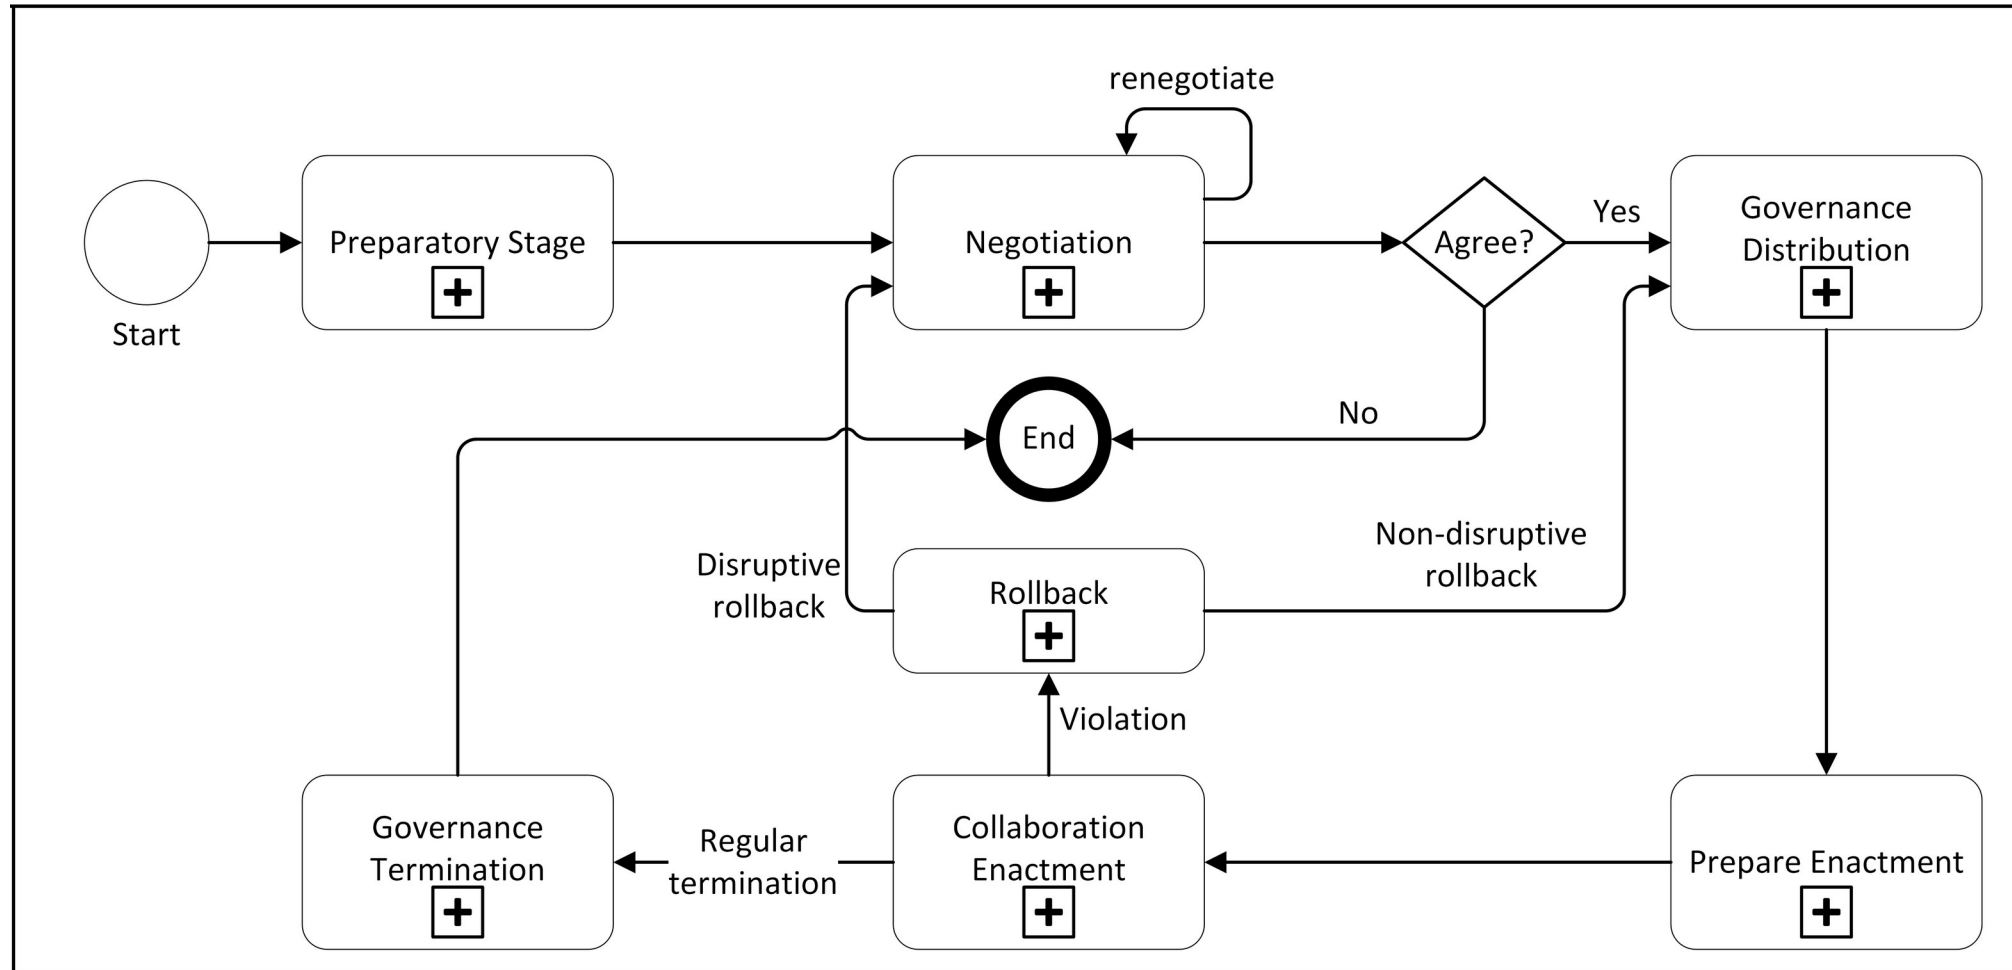 renegotiate
Start
Preparatory Stage
Negotiation
Agree?
Yes
Governance
Distribution
No
End
Disruptive
rollback
Rollback
Non-disruptive
rollback
Violation
Governance
Termination
Regular
termination
Collaboration
Enactment
Prepare Enactment